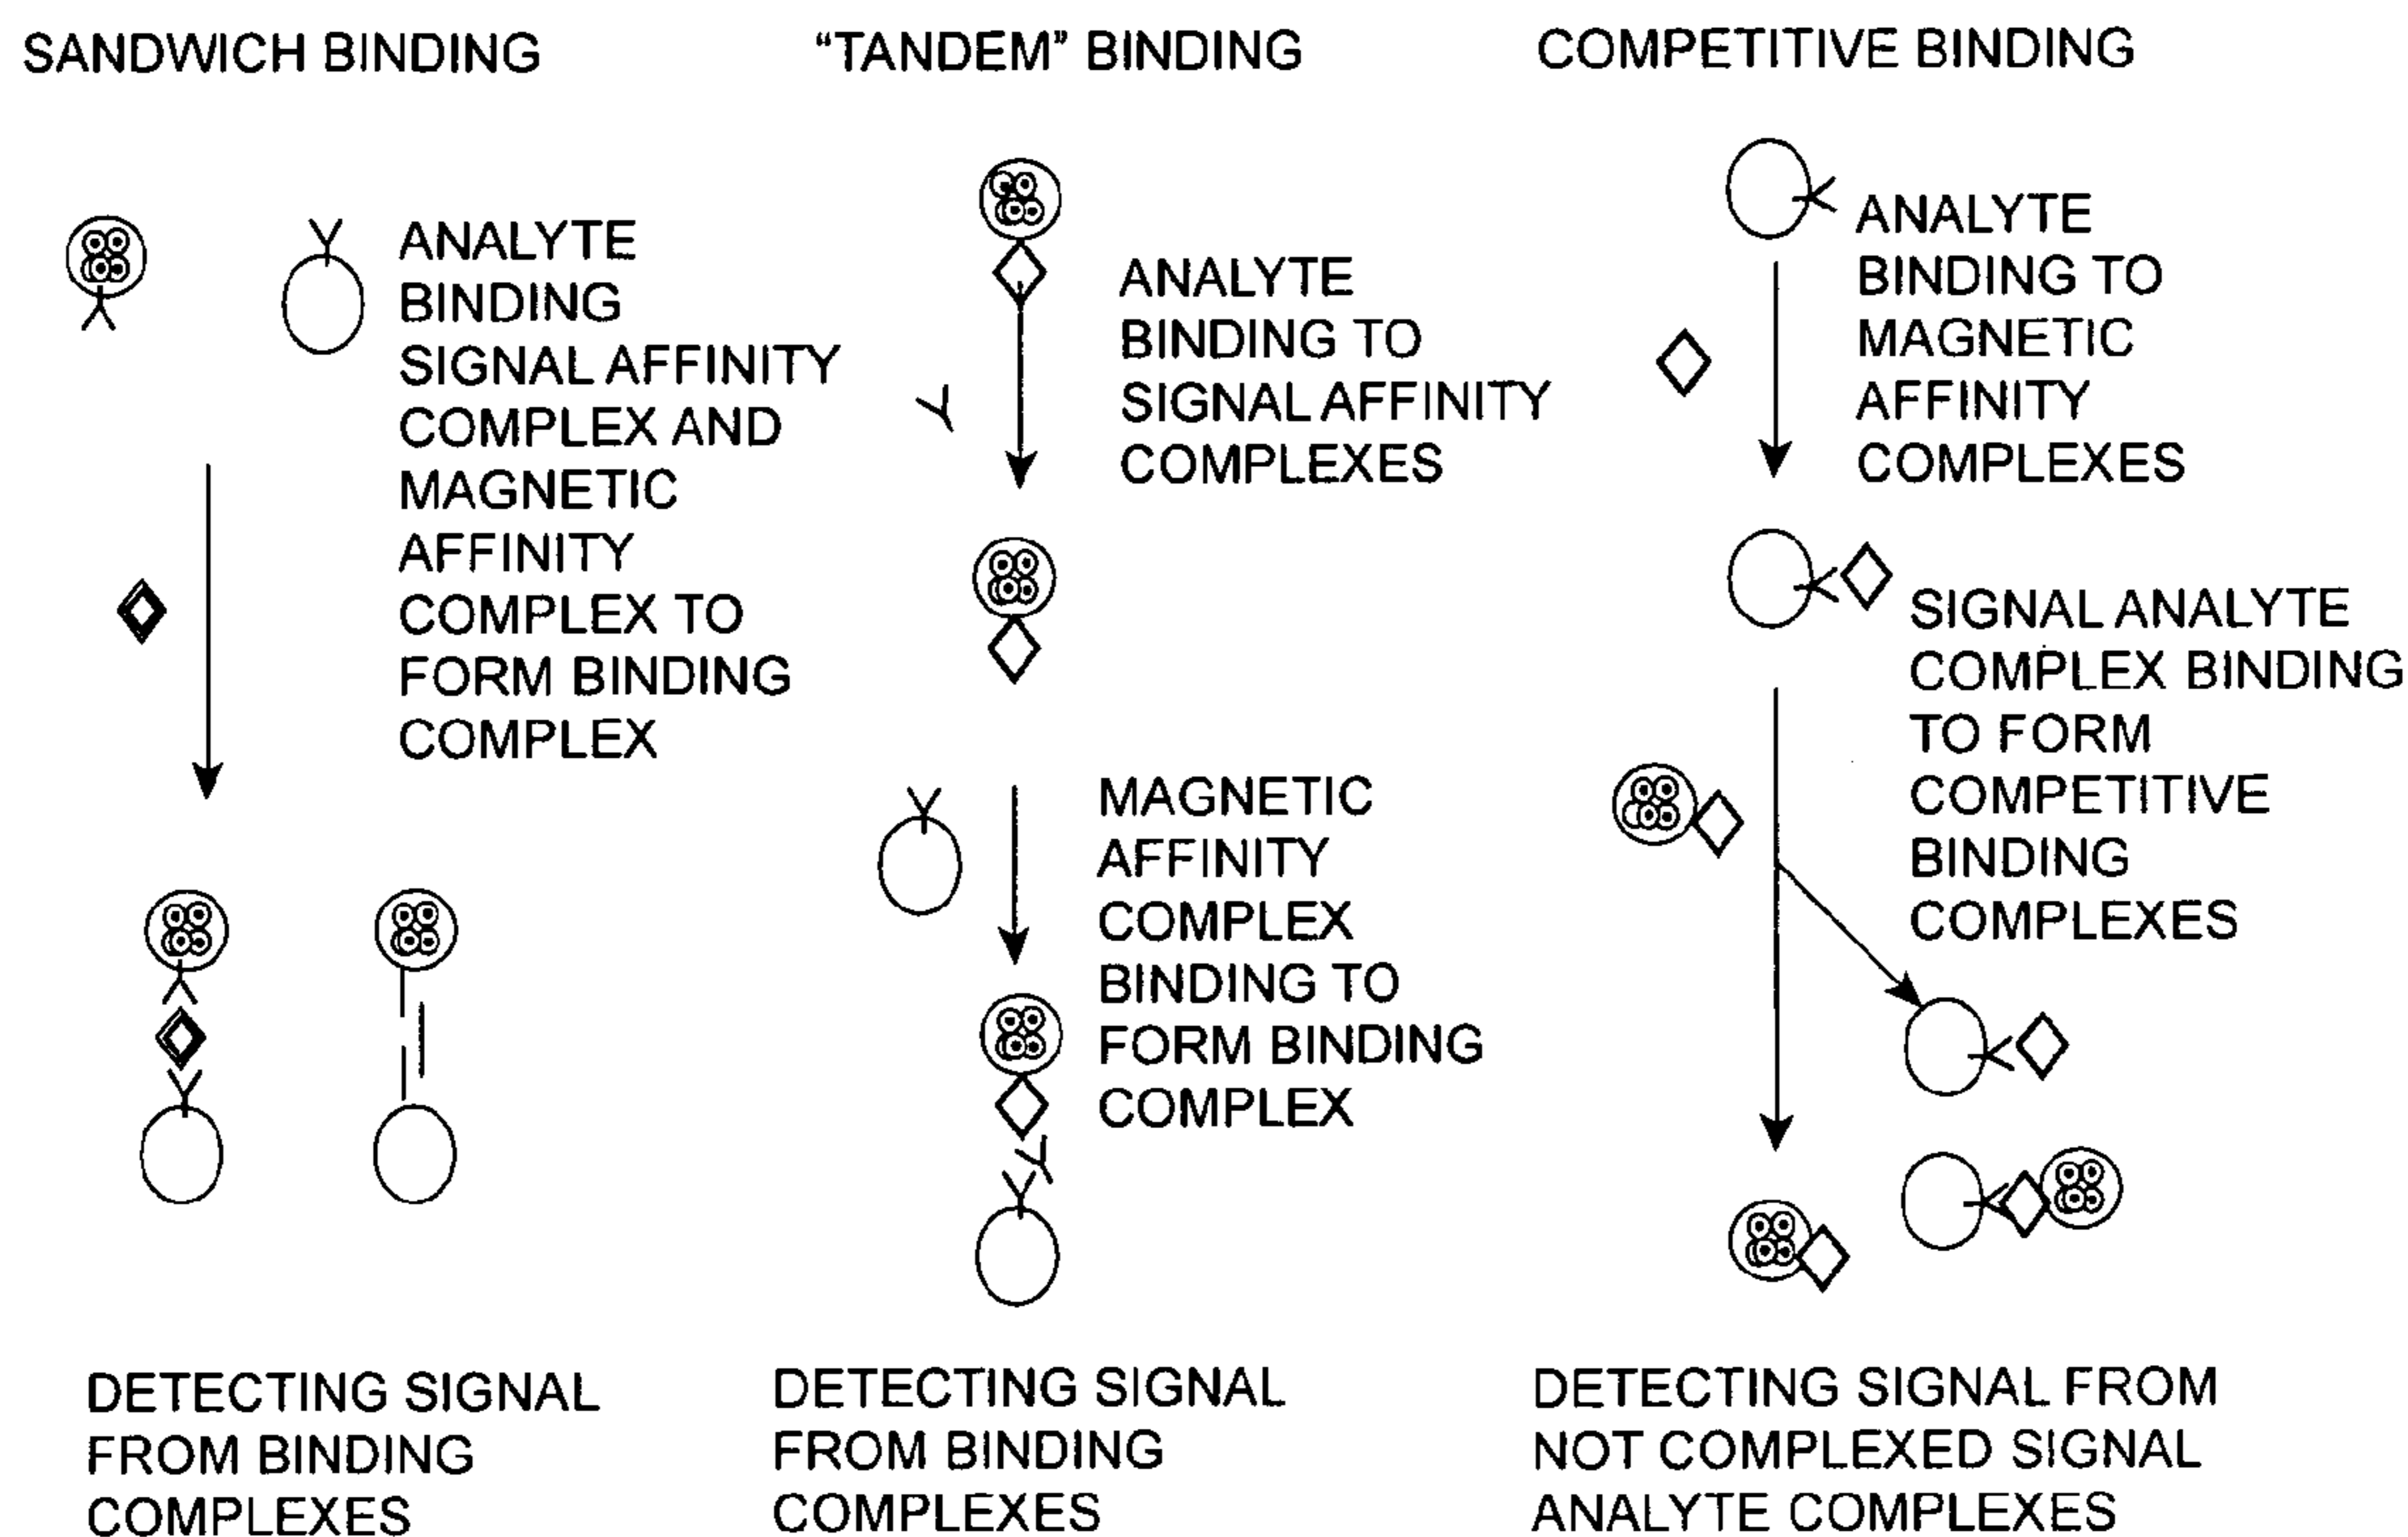 SANDWICH BINDING
ANALYTE
BINDING
SIGNAL AFFINITY
COMPLEX AND
MAGNETIC
AFFINITY
COMPLEX TO
FORM BINDING
COMPLEX
DETECTING SIGNAL
FROM BINDING
COMPLEXES
“TANDEM” BINDING
ANALYTE
BINDING TO
SIGNAL AFFINITY
COMPLEXES
MAGNETIC
AFFINITY
COMPLEX
BINDING TO
FORM BINDING
COMPLEX
DETECTING SIGNAL
FROM BINDING
COMPLEXES
COMPETITIVE BINDING
ANALYTE
BINDING TO
MAGNETIC
AFFINITY
COMPLEXES
SIGNAL ANALYTE
COMPLEX BINDING
TO FORM
COMPETITIVE
BINDING
COMPLEXES
DETECTING SIGNAL FROM
NOT COMPLEXED SIGNAL
ANALYTE COMPLEXES